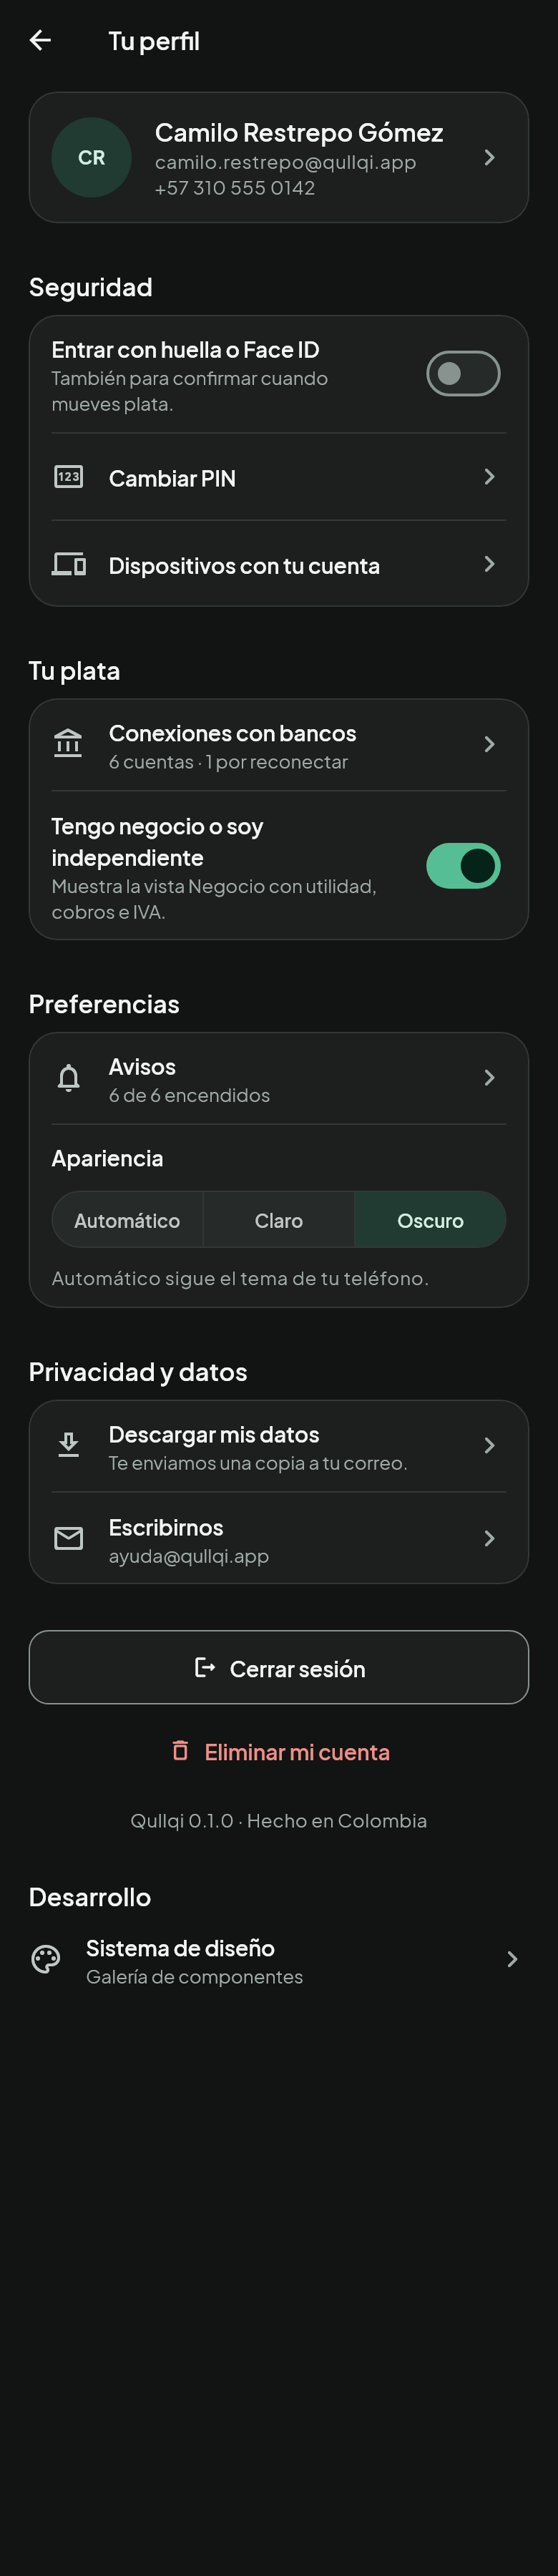 Tu perfil
CR
Camilo Restrepo Gómez
camilo.restrepo@qullqi.app
+57 310 555 0142
Seguridad
Entrar con huella o Face ID
También para confirmar cuando
mueves plata.
123
Cambiar PIN
Dispositivos con tu cuenta
Tu plata
Conexiones con bancos
6 cuentas · 1 por reconectar
Tengo negocio o soy
independiente
Muestra la vista Negocio con utilidad,
cobros e IVA.
Preferencias
Avisos
6 de 6 encendidos
Apariencia
Automático Claro Oscuro
Automático sigue el tema de tu teléfono.
Privacidad y datos
Descargar mis datos
Te enviamos una copia a tu correo.
Escribirnos
ayuda@qullqi.app
Cerrar sesión
Eliminar mi cuenta
Qullqi 0.1.0 · Hecho en Colombia
Desarrollo
Sistema de diseño
Galería de componentes